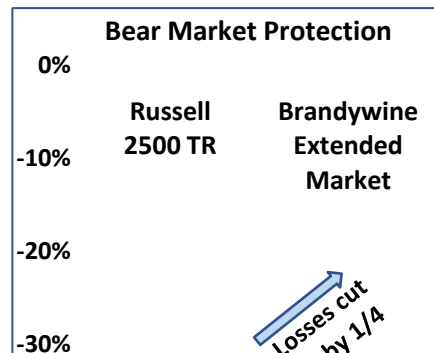 Bear Market Protection
0%
Russell
2500 TR
Brandywine
Extended
Market
-10%
-20%
-30%
Losses cut
by 1/4